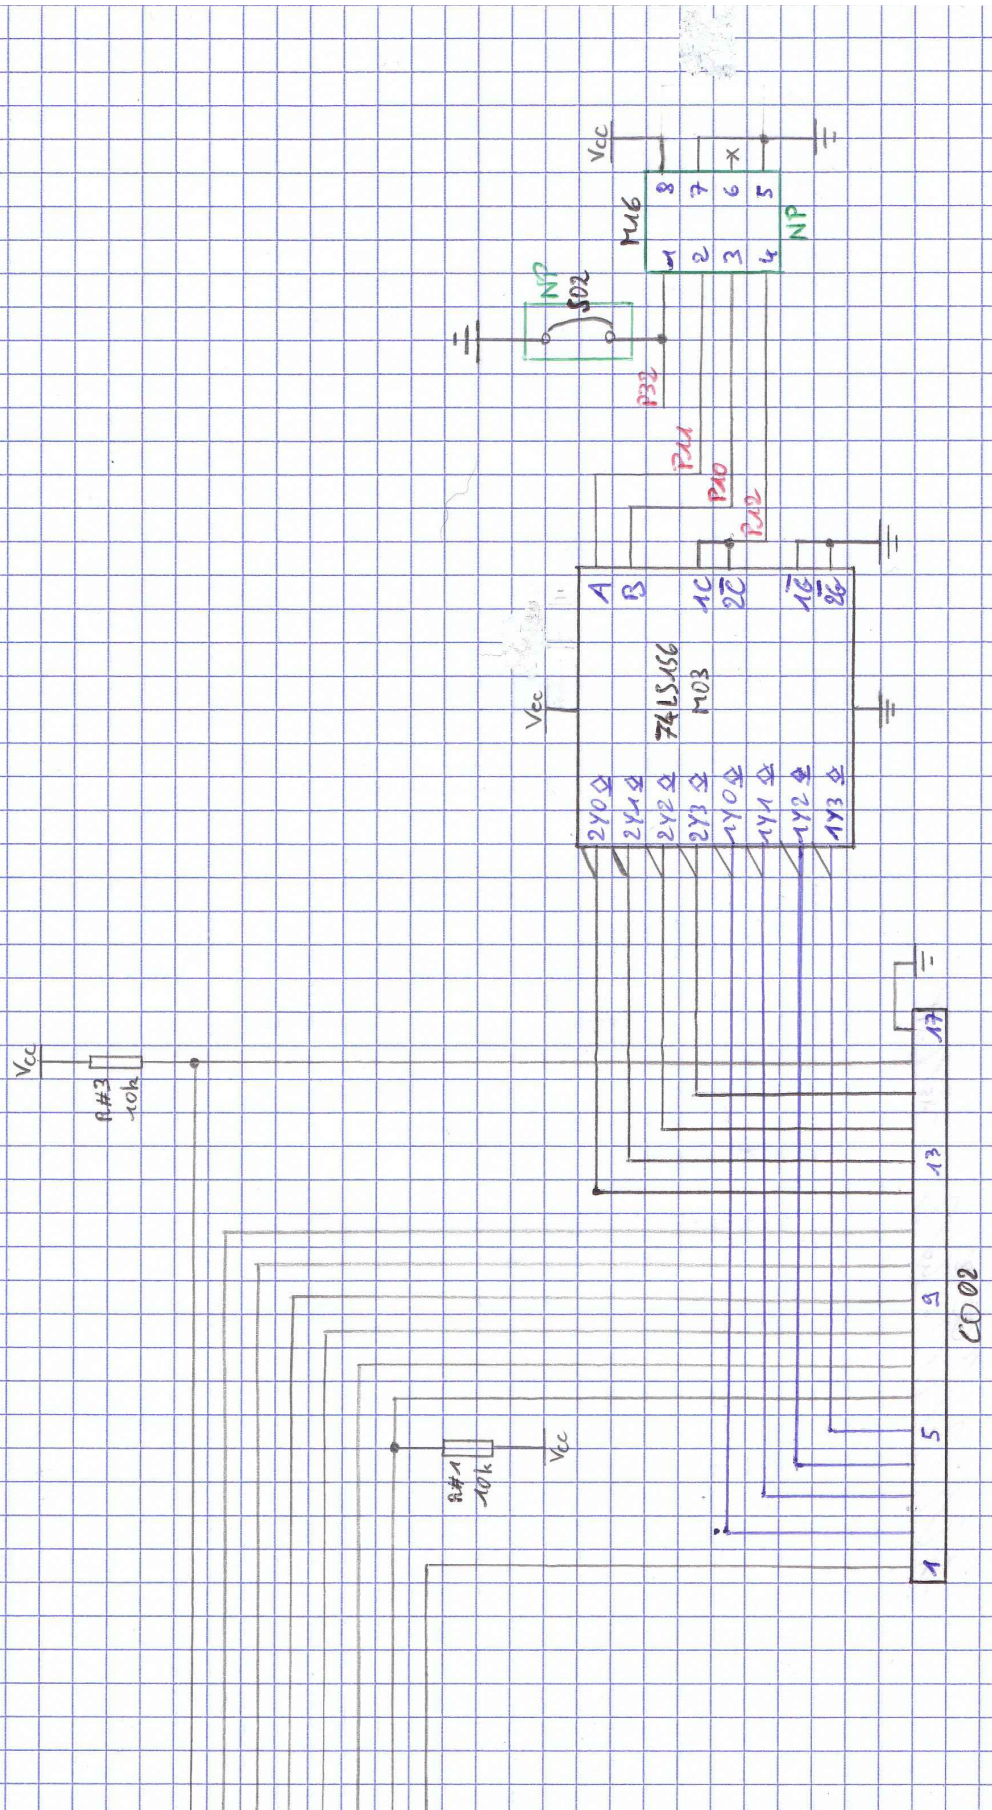 Vcc
M16
8 7 6 5
x
1 2 3 4
NP
NP
S02
P32
P11
P10
P12
A
B
1C
2C̅
1G̅
2G̅
Vcc
74LS156
M03
2Y0
2Y1
2Y2
2Y3
1Y0
1Y1
1Y2
1Y3
Vcc
R#3
10k
17
13
9
5
1
CO02
R#1
10k
Vcc